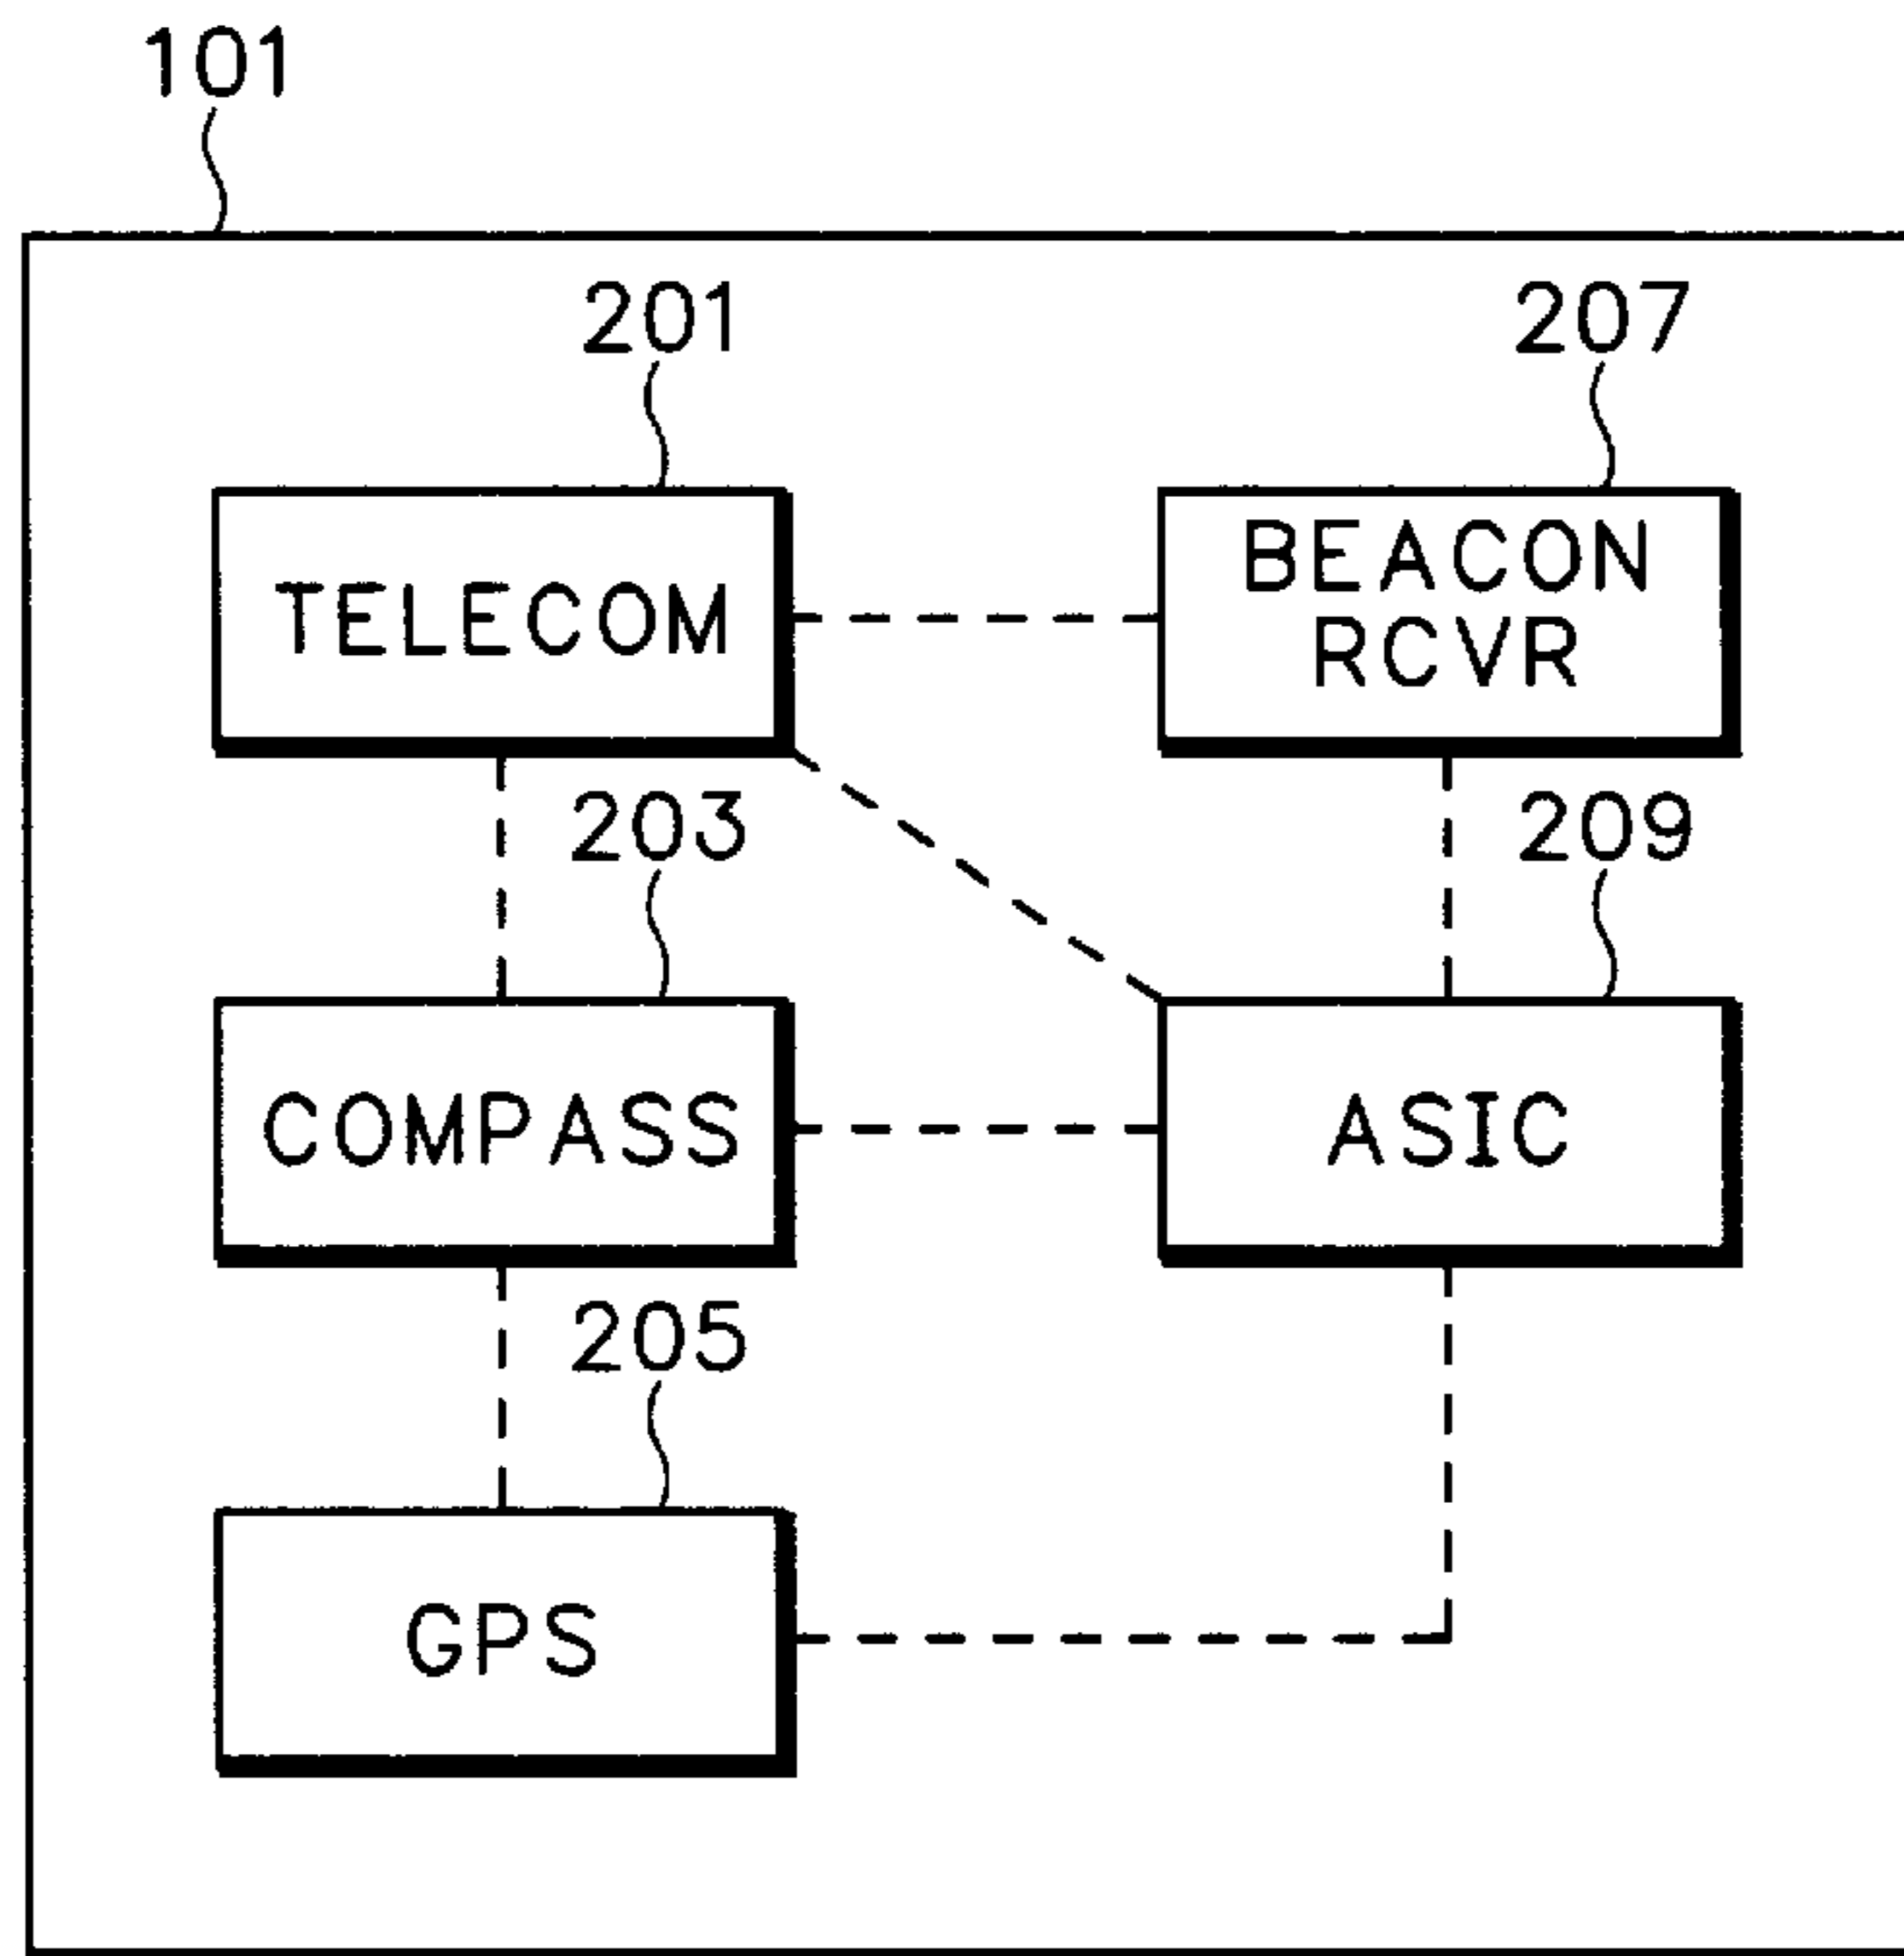 101
201
207
TELECOM
BEACON
RCVR
203
209
COMPASS
ASIC
205
GPS